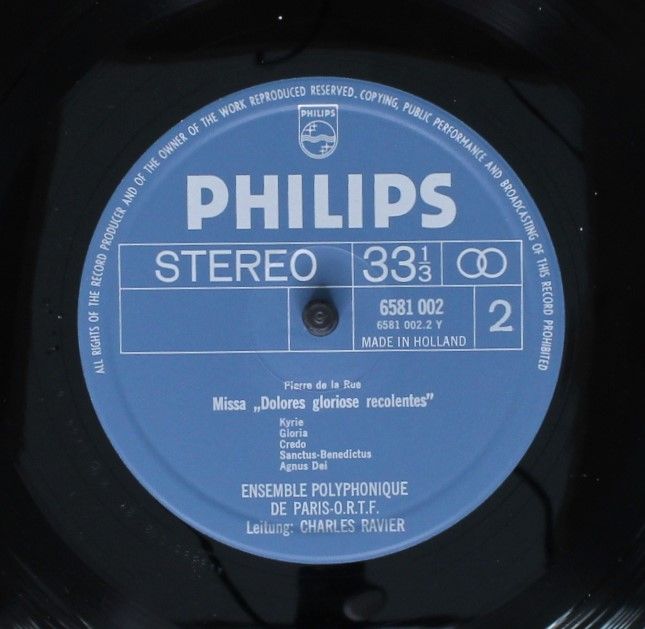 ALL RIGHTS OF THE RECORD PRODUCER AND OF THE OWNER OF THE WORK REPRODUCED RESERVED. COPYING, PUBLIC PERFORMANCE AND BROADCASTING OF THIS RECORD PROHIBITED
PHILIPS
PHILIPS
STEREO 33 1/3
6581 002
6581 002.2 Y
2
MADE IN HOLLAND
Pierre de la Rue
Missa „Dolores gloriose recolentes”
Kyrie
Gloria
Credo
Sanctus-Benedictus
Agnus Dei
ENSEMBLE POLYPHONIQUE
DE PARIS-O.R.T.F.
Leitung: CHARLES RAVIER